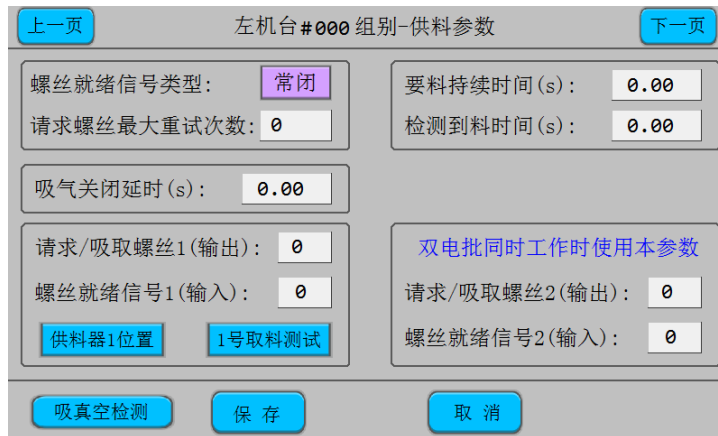 上一页 左机台#000 组别-供料参数 下一页
螺丝就绪信号类型: 常闭
请求螺丝最大重试次数: 0
要料持续时间(s): 0.00
检测到料时间(s): 0.00
吸气关闭延时(s): 0.00
请求/吸取螺丝1(输出): 0
螺丝就绪信号1(输入): 0
供料器1位置 1号取料测试
双电批同时工作时使用本参数
请求/吸取螺丝2(输出): 0
螺丝就绪信号2(输入): 0
吸真空检测 保 存 取 消